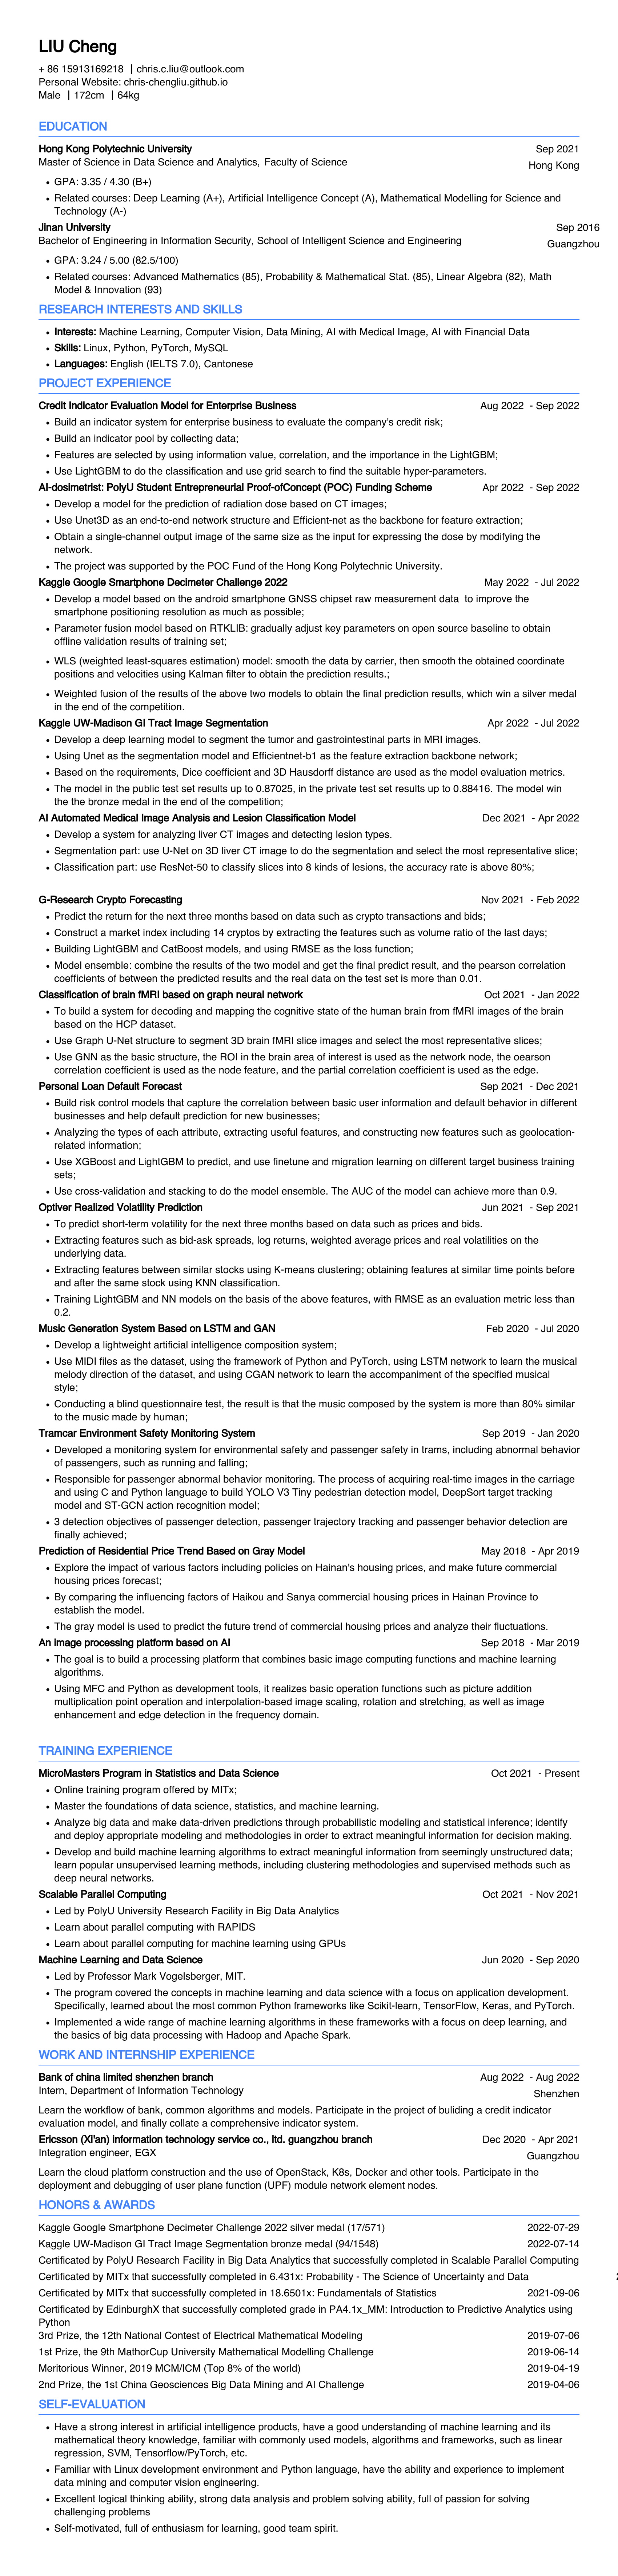 LIU Cheng
+ 86 15913169218 | chris.c.liu@outlook.com
Personal Website: chris-chengliu.github.io
Male | 172cm | 64kg
EDUCATION
Hong Kong Polytechnic University Sep 2021
Master of Science in Data Science and Analytics, Faculty of Science Hong Kong
• GPA: 3.35 / 4.30 (B+)
• Related courses: Deep Learning (A+), Artificial Intelligence Concept (A), Mathematical Modelling for Science and
Technology (A-)
Jinan University Sep 2016
Bachelor of Engineering in Information Security, School of Intelligent Science and Engineering Guangzhou
• GPA: 3.24 / 5.00 (82.5/100)
• Related courses: Advanced Mathematics (85), Probability & Mathematical Stat. (85), Linear Algebra (82), Math
Model & Innovation (93)
RESEARCH INTERESTS AND SKILLS
• Interests: Machine Learning, Computer Vision, Data Mining, AI with Medical Image, AI with Financial Data
• Skills: Linux, Python, PyTorch, MySQL
• Languages: English (IELTS 7.0), Cantonese
PROJECT EXPERIENCE
Credit Indicator Evaluation Model for Enterprise Business Aug 2022 - Sep 2022
• Build an indicator system for enterprise business to evaluate the company's credit risk;
• Build an indicator pool by collecting data;
• Features are selected by using information value, correlation, and the importance in the LightGBM;
• Use LightGBM to do the classification and use grid search to find the suitable hyper-parameters.
AI-dosimetrist: PolyU Student Entrepreneurial Proof-ofConcept (POC) Funding Scheme Apr 2022 - Sep 2022
• Develop a model for the prediction of radiation dose based on CT images;
• Use Unet3D as an end-to-end network structure and Efficient-net as the backbone for feature extraction;
• Obtain a single-channel output image of the same size as the input for expressing the dose by modifying the
network.
• The project was supported by the POC Fund of the Hong Kong Polytechnic University.
Kaggle Google Smartphone Decimeter Challenge 2022 May 2022 - Jul 2022
• Develop a model based on the android smartphone GNSS chipset raw measurement data to improve the
smartphone positioning resolution as much as possible;
• Parameter fusion model based on RTKLIB: gradually adjust key parameters on open source baseline to obtain
offline validation results of training set;
• WLS (weighted least-squares estimation) model: smooth the data by carrier, then smooth the obtained coordinate
positions and velocities using Kalman filter to obtain the prediction results.;
• Weighted fusion of the results of the above two models to obtain the final prediction results, which win a silver medal
in the end of the competition.
Kaggle UW-Madison GI Tract Image Segmentation Apr 2022 - Jul 2022
• Develop a deep learning model to segment the tumor and gastrointestinal parts in MRI images.
• Using Unet as the segmentation model and Efficientnet-b1 as the feature extraction backbone network;
• Based on the requirements, Dice coefficient and 3D Hausdorff distance are used as the model evaluation metrics.
• The model in the public test set results up to 0.87025, in the private test set results up to 0.88416. The model win
the the bronze medal in the end of the competition;
AI Automated Medical Image Analysis and Lesion Classification Model Dec 2021 - Apr 2022
• Develop a system for analyzing liver CT images and detecting lesion types.
• Segmentation part: use U-Net on 3D liver CT image to do the segmentation and select the most representative slice;
• Classification part: use ResNet-50 to classify slices into 8 kinds of lesions, the accuracy rate is above 80%;
G-Research Crypto Forecasting Nov 2021 - Feb 2022
• Predict the return for the next three months based on data such as crypto transactions and bids;
• Construct a market index including 14 cryptos by extracting the features such as volume ratio of the last days;
• Building LightGBM and CatBoost models, and using RMSE as the loss function;
• Model ensemble: combine the results of the two model and get the final predict result, and the pearson correlation
coefficients of between the predicted results and the real data on the test set is more than 0.01.
Classification of brain fMRI based on graph neural network Oct 2021 - Jan 2022
• To build a system for decoding and mapping the cognitive state of the human brain from fMRI images of the brain
based on the HCP dataset.
• Use Graph U-Net structure to segment 3D brain fMRI slice images and select the most representative slices;
• Use GNN as the basic structure, the ROI in the brain area of interest is used as the network node, the oearson
correlation coefficient is used as the node feature, and the partial correlation coefficient is used as the edge.
Personal Loan Default Forecast Sep 2021 - Dec 2021
• Build risk control models that capture the correlation between basic user information and default behavior in different
businesses and help default prediction for new businesses;
• Analyzing the types of each attribute, extracting useful features, and constructing new features such as geolocation-
related information;
• Use XGBoost and LightGBM to predict, and use finetune and migration learning on different target business training
sets;
• Use cross-validation and stacking to do the model ensemble. The AUC of the model can achieve more than 0.9.
Optiver Realized Volatility Prediction Jun 2021 - Sep 2021
• To predict short-term volatility for the next three months based on data such as prices and bids.
• Extracting features such as bid-ask spreads, log returns, weighted average prices and real volatilities on the
underlying data.
• Extracting features between similar stocks using K-means clustering; obtaining features at similar time points before
and after the same stock using KNN classification.
• Training LightGBM and NN models on the basis of the above features, with RMSE as an evaluation metric less than
0.2.
Music Generation System Based on LSTM and GAN Feb 2020 - Jul 2020
• Develop a lightweight artificial intelligence composition system;
• Use MIDI files as the dataset, using the framework of Python and PyTorch, using LSTM network to learn the musical
melody direction of the dataset, and using CGAN network to learn the accompaniment of the specified musical
style;
• Conducting a blind questionnaire test, the result is that the music composed by the system is more than 80% similar
to the music made by human;
Tramcar Environment Safety Monitoring System Sep 2019 - Jan 2020
• Developed a monitoring system for environmental safety and passenger safety in trams, including abnormal behavior
of passengers, such as running and falling;
• Responsible for passenger abnormal behavior monitoring. The process of acquiring real-time images in the carriage
and using C and Python language to build YOLO V3 Tiny pedestrian detection model, DeepSort target tracking
model and ST-GCN action recognition model;
• 3 detection objectives of passenger detection, passenger trajectory tracking and passenger behavior detection are
finally achieved;
Prediction of Residential Price Trend Based on Gray Model May 2018 - Apr 2019
• Explore the impact of various factors including policies on Hainan's housing prices, and make future commercial
housing prices forecast;
• By comparing the influencing factors of Haikou and Sanya commercial housing prices in Hainan Province to
establish the model.
• The gray model is used to predict the future trend of commercial housing prices and analyze their fluctuations.
An image processing platform based on AI Sep 2018 - Mar 2019
• The goal is to build a processing platform that combines basic image computing functions and machine learning
algorithms.
• Using MFC and Python as development tools, it realizes basic operation functions such as picture addition
multiplication point operation and interpolation-based image scaling, rotation and stretching, as well as image
enhancement and edge detection in the frequency domain.
TRAINING EXPERIENCE
MicroMasters Program in Statistics and Data Science Oct 2021 - Present
• Online training program offered by MITx;
• Master the foundations of data science, statistics, and machine learning.
• Analyze big data and make data-driven predictions through probabilistic modeling and statistical inference; identify
and deploy appropriate modeling and methodologies in order to extract meaningful information for decision making.
• Develop and build machine learning algorithms to extract meaningful information from seemingly unstructured data;
learn popular unsupervised learning methods, including clustering methodologies and supervised methods such as
deep neural networks.
Scalable Parallel Computing Oct 2021 - Nov 2021
• Led by PolyU University Research Facility in Big Data Analytics
• Learn about parallel computing with RAPIDS
• Learn about parallel computing for machine learning using GPUs
Machine Learning and Data Science Jun 2020 - Sep 2020
• Led by Professor Mark Vogelsberger, MIT.
• The program covered the concepts in machine learning and data science with a focus on application development.
Specifically, learned about the most common Python frameworks like Scikit-learn, TensorFlow, Keras, and PyTorch.
• Implemented a wide range of machine learning algorithms in these frameworks with a focus on deep learning, and
the basics of big data processing with Hadoop and Apache Spark.
WORK AND INTERNSHIP EXPERIENCE
Bank of china limited shenzhen branch Aug 2022 - Aug 2022
Intern, Department of Information Technology Shenzhen
Learn the workflow of bank, common algorithms and models. Participate in the project of buliding a credit indicator
evaluation model, and finally collate a comprehensive indicator system.
Ericsson (Xi'an) information technology service co., ltd. guangzhou branch Dec 2020 - Apr 2021
Integration engineer, EGX Guangzhou
Learn the cloud platform construction and the use of OpenStack, K8s, Docker and other tools. Participate in the
deployment and debugging of user plane function (UPF) module network element nodes.
HONORS & AWARDS
Kaggle Google Smartphone Decimeter Challenge 2022 silver medal (17/571) 2022-07-29
Kaggle UW-Madison GI Tract Image Segmentation bronze medal (94/1548) 2022-07-14
Certificated by PolyU Research Facility in Big Data Analytics that successfully completed in Scalable Parallel Computing
Certificated by MITx that successfully completed in 6.431x: Probability - The Science of Uncertainty and Data
Certificated by MITx that successfully completed in 18.6501x: Fundamentals of Statistics 2021-09-06
Certificated by EdinburghX that successfully completed grade in PA4.1x_MM: Introduction to Predictive Analytics using
Python
3rd Prize, the 12th National Contest of Electrical Mathematical Modeling 2019-07-06
1st Prize, the 9th MathorCup University Mathematical Modelling Challenge 2019-06-14
Meritorious Winner, 2019 MCM/ICM (Top 8% of the world) 2019-04-19
2nd Prize, the 1st China Geosciences Big Data Mining and AI Challenge 2019-04-06
SELF-EVALUATION
• Have a strong interest in artificial intelligence products, have a good understanding of machine learning and its
mathematical theory knowledge, familiar with commonly used models, algorithms and frameworks, such as linear
regression, SVM, Tensorflow/PyTorch, etc.
• Familiar with Linux development environment and Python language, have the ability and experience to implement
data mining and computer vision engineering.
• Excellent logical thinking ability, strong data analysis and problem solving ability, full of passion for solving
challenging problems
• Self-motivated, full of enthusiasm for learning, good team spirit.